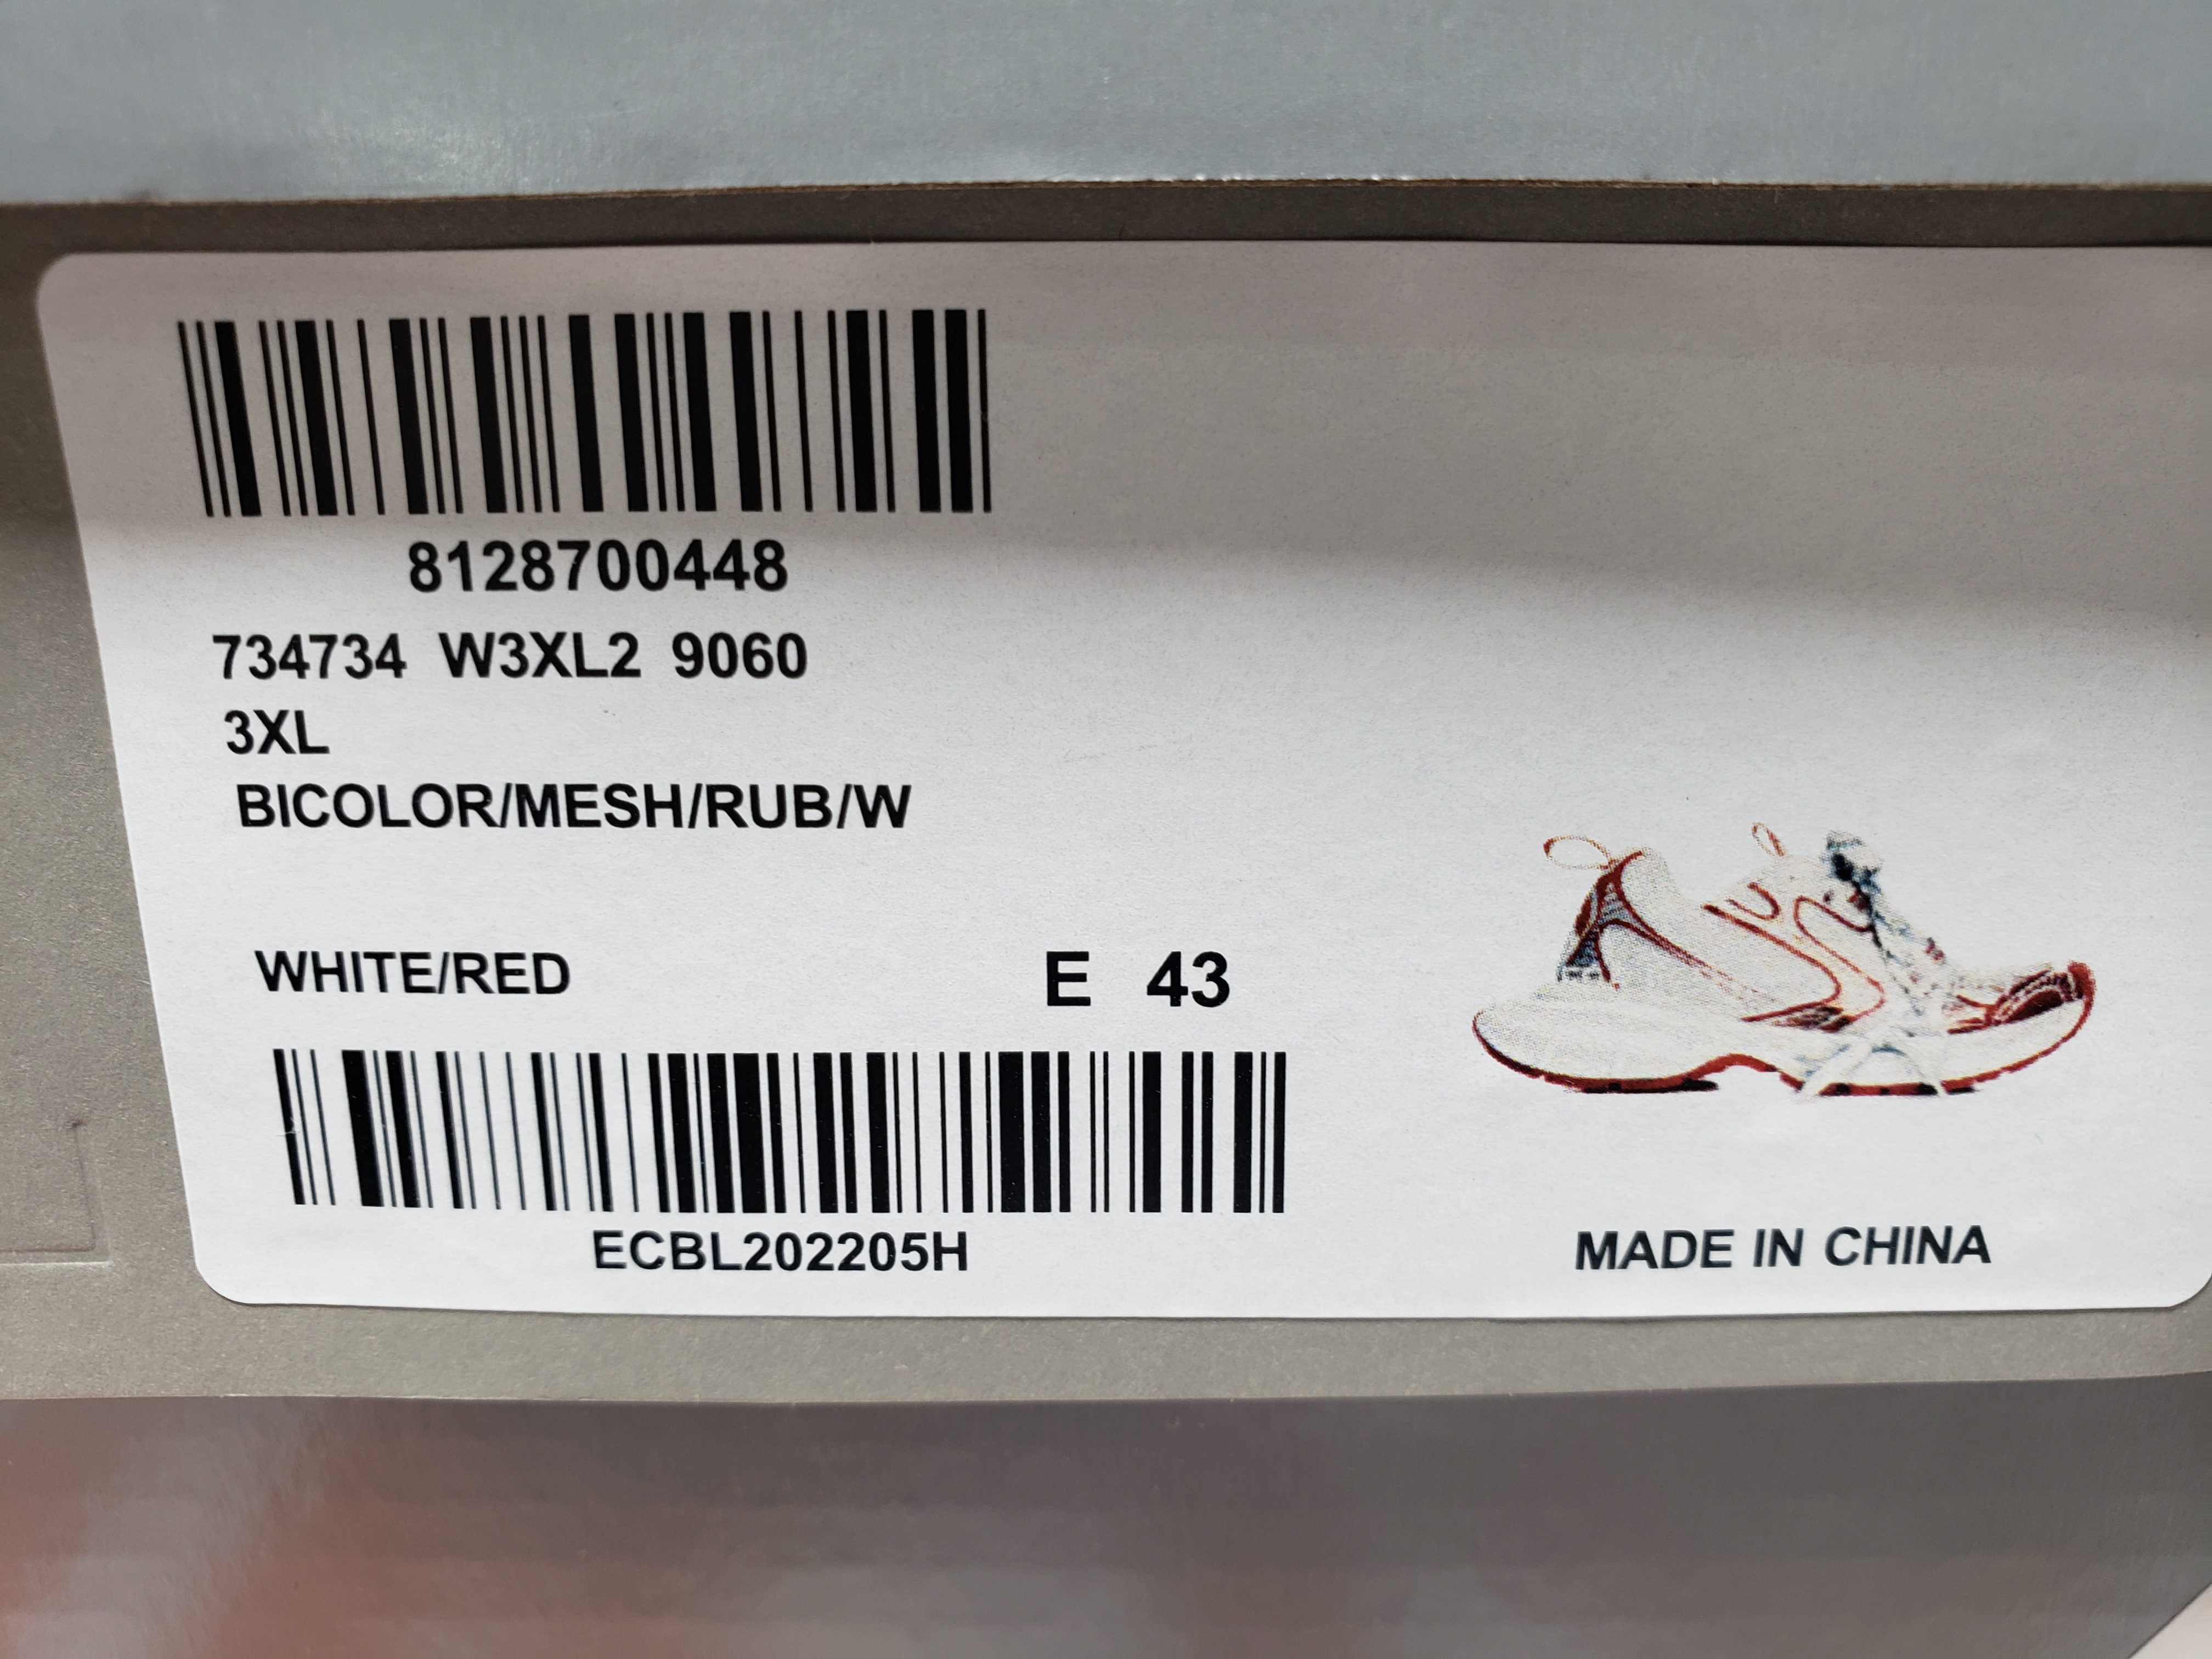 8128700448
734734 W3XL2 9060
3XL
BICOLOR/MESH/RUB/W
WHITE/RED E 43
ECBL202205H
MADE IN CHINA